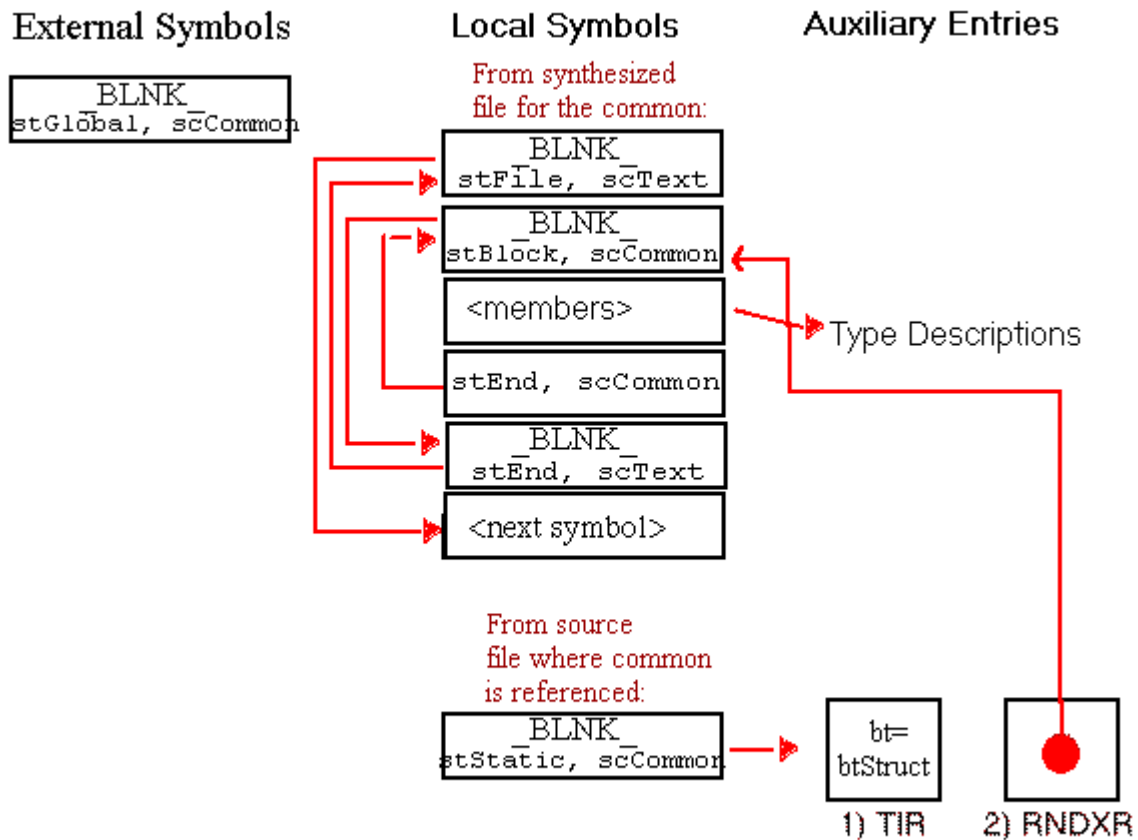 External Symbols
Local Symbols
Auxiliary Entries
_BLNK_
stGlobal, scCommon
From synthesized
file for the common:
_BLNK_
stFile, scText
_BLNK_
stBlock, scCommon
<members>
Type Descriptions
stEnd, scCommon
_BLNK_
stEnd, scText
<next symbol>
From source
file where common
is referenced:
_BLNK_
stStatic, scCommon
bt=
btStruct
1) TIR
2) RNDXR